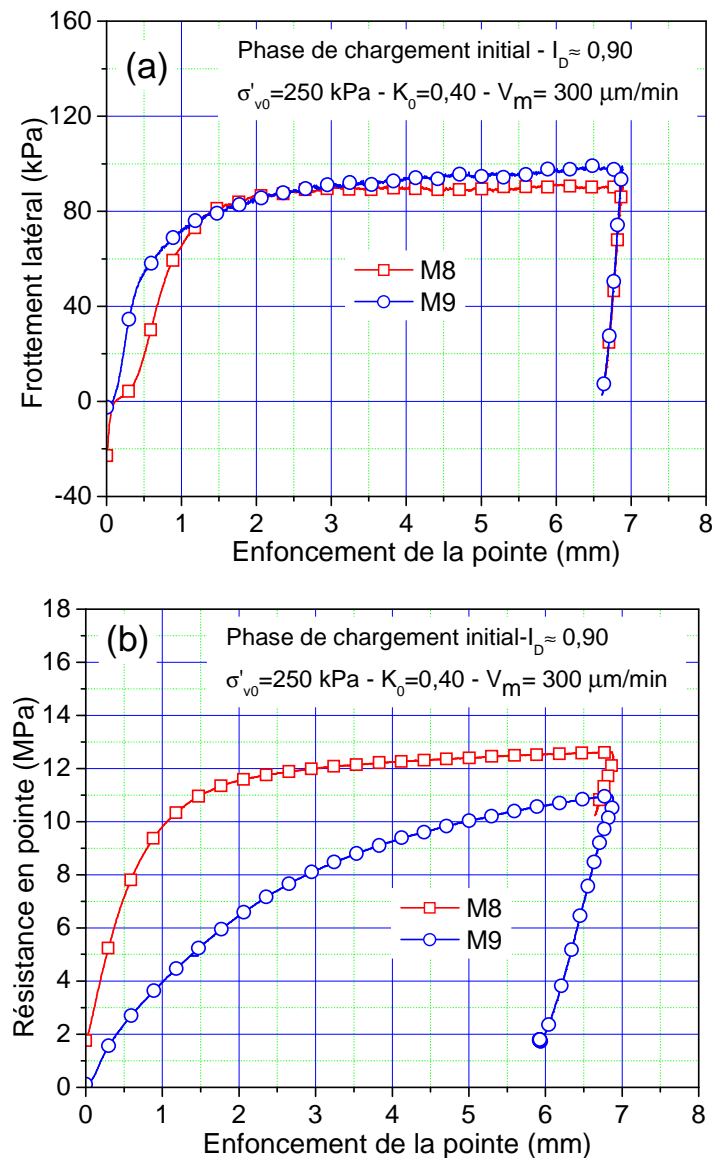 (a)
Phase de chargement initial - I_D≈ 0,90
σ'_v0=250 kPa - K_0=0,40 - V_m= 300 μm/min
Frottement latéral (kPa)
160
120
80
40
0
-40
M8
M9
0 1 2 3 4 5 6 7 8
Enfoncement de la pointe (mm)
(b)
Phase de chargement initial-I_D≈ 0,90
σ'_v0=250 kPa - K_0=0,40 - V_m= 300 μm/min
Résistance en pointe (MPa)
18
16
14
12
10
8
6
4
2
0
M8
M9
0 1 2 3 4 5 6 7 8
Enfoncement de la pointe (mm)